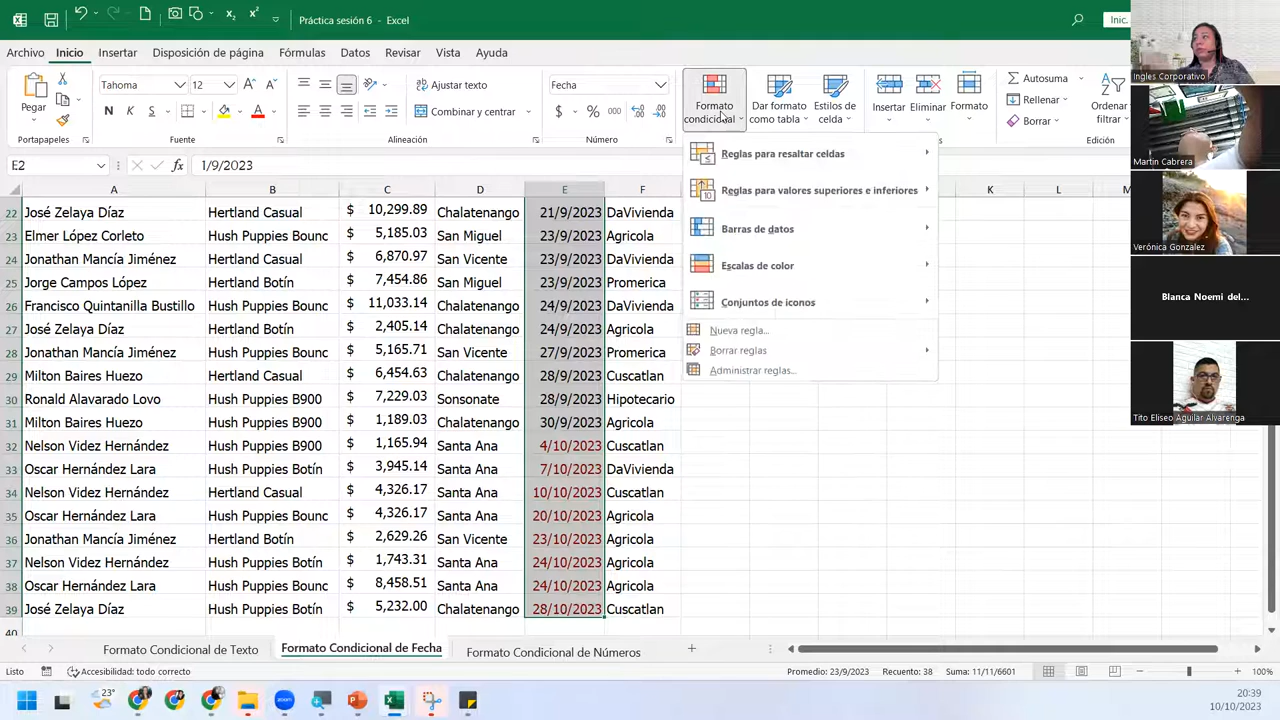 Práctica sesión 6 - Excel
Inic.
Archivo Inicio Insertar Disposición de página Fórmulas Datos Revisar Vista Ayuda
Pegar
Portapapeles
Tahoma 12
N K S
Fuente
Combinar y centrar
Fecha
$ % 000
Número
Formato condicional
Dar formato como tabla
Estilos de celda
Insertar
Eliminar
Formato
Autosuma
Rellenar
Borrar
Ordenar
filtrar
Edición
E2 fx 1/9/2023
A B C D E F K L M
22 José Zelaya Díaz Hertland Casual $ 10,299.89 Chalatenango 21/9/2023 DaVivienda
23 Elmer López Corleto Hush Puppies Bounc $ 5,185.03 San Miguel 23/9/2023 Agricola
24 Jonathan Mancía Jiménez Hertland Casual $ 6,870.97 San Vicente 23/9/2023 DaVivienda
25 Jorge Campos López Hertland Botín $ 7,454.86 San Miguel 23/9/2023 Promerica
26 Francisco Quintanilla Bustillo Hush Puppies Bounc $ 11,033.14 Chalatenango 24/9/2023 DaVivienda
27 José Zelaya Díaz Hertland Botín $ 2,405.14 Chalatenango 24/9/2023 Agricola
28 Jonathan Mancía Jiménez Hush Puppies Bounc $ 5,165.71 San Vicente 27/9/2023 Promerica
29 Milton Baires Huezo Hertland Casual $ 6,454.63 Chalatenango 28/9/2023 Cuscatlan
30 Ronald Alavarado Lovo Hush Puppies B900 $ 7,229.03 Sonsonate 28/9/2023 Hipotecario
31 Milton Baires Huezo Hush Puppies B900 $ 1,189.03 Chalatenango 30/9/2023 Agricola
32 Nelson Videz Hernández Hush Puppies B900 $ 1,165.94 Santa Ana 4/10/2023 Cuscatlan
33 Oscar Hernández Lara Hush Puppies Botín $ 3,945.14 Santa Ana 7/10/2023 DaVivienda
34 Nelson Videz Hernández Hertland Casual $ 4,326.17 Santa Ana 10/10/2023 Cuscatlan
35 Oscar Hernández Lara Hush Puppies Bounc $ 4,326.17 Santa Ana 20/10/2023 Agricola
36 Jonathan Mancía Jiménez Hertland Botín $ 2,629.26 San Vicente 23/10/2023 Agricola
37 Nelson Videz Hernández Hush Puppies Botín $ 1,743.31 Santa Ana 24/10/2023 Agricola
38 Oscar Hernández Lara Hush Puppies Bounc $ 8,458.51 Santa Ana 24/10/2023 Agricola
39 José Zelaya Díaz Hush Puppies Botín $ 5,232.00 Chalatenango 28/10/2023 Cuscatlan
40
Reglas para resaltar celdas
Reglas para valores superiores e inferiores
Barras de datos
Escalas de color
Conjuntos de iconos
Nueva regla...
Borrar reglas
Administrar reglas...
Ingles Corporativo
Martin Cabrera
Verónica Gonzalez
Blanca Noemi del...
Tito Eliseo Aguilar Alvarenga
Formato Condicional de Texto Formato Condicional de Fecha Formato Condicional de Números
Listo Accesibilidad: todo correcto Promedio: 23/9/2023 Recuento: 38 Suma: 11/11/6601 100%
23
zoom
20:39
10/10/2023